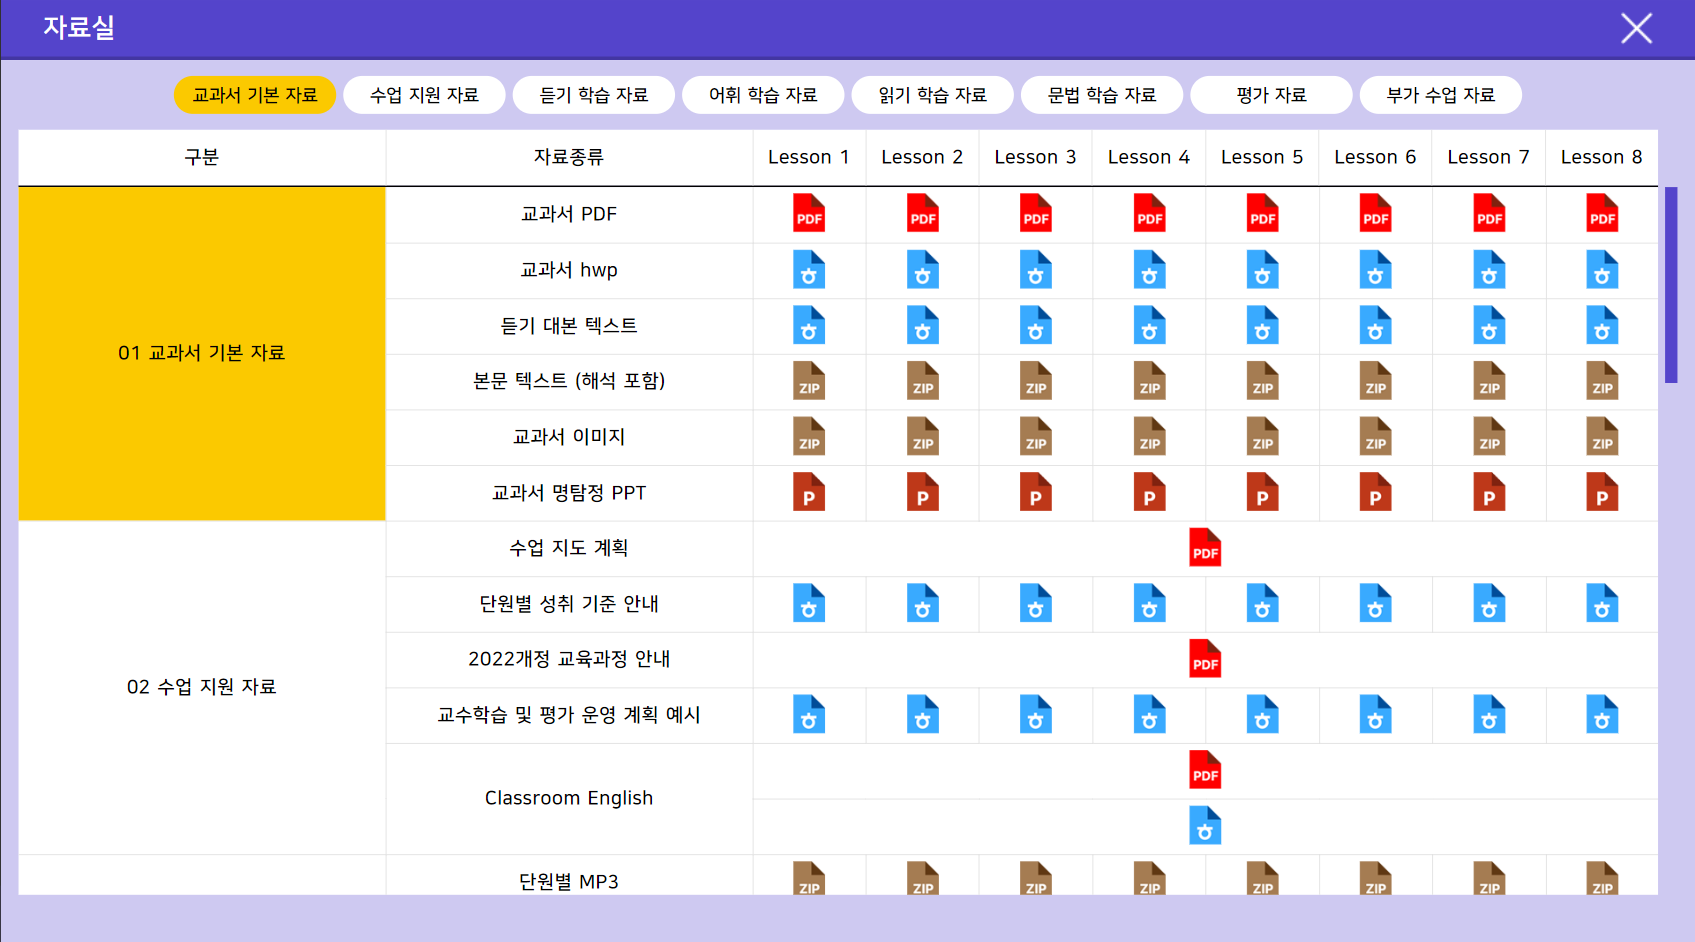 자료실
교과서 기본 자료 수업 지원 자료 듣기 학습 자료 어휘 학습 자료 읽기 학습 자료 문법 학습 자료 평가 자료 부가 수업 자료
구분 자료종류 Lesson 1 Lesson 2 Lesson 3 Lesson 4 Lesson 5 Lesson 6 Lesson 7 Lesson 8
01 교과서 기본 자료
교과서 PDF PDF PDF PDF PDF PDF PDF PDF PDF
교과서 hwp ㅎ ㅎ ㅎ ㅎ ㅎ ㅎ ㅎ ㅎ
듣기 대본 텍스트 ㅎ ㅎ ㅎ ㅎ ㅎ ㅎ ㅎ ㅎ
본문 텍스트 (해석 포함) ZIP ZIP ZIP ZIP ZIP ZIP ZIP ZIP
교과서 이미지 ZIP ZIP ZIP ZIP ZIP ZIP ZIP ZIP
교과서 명탐정 PPT P P P P P P P P
02 수업 지원 자료
수업 지도 계획 PDF
단원별 성취 기준 안내 ㅎ ㅎ ㅎ ㅎ ㅎ ㅎ ㅎ ㅎ
2022개정 교육과정 안내 PDF
교수학습 및 평가 운영 계획 예시 ㅎ ㅎ ㅎ ㅎ ㅎ ㅎ ㅎ ㅎ
Classroom English PDF
ㅎ
단원별 MP3 ZIP ZIP ZIP ZIP ZIP ZIP ZIP ZIP